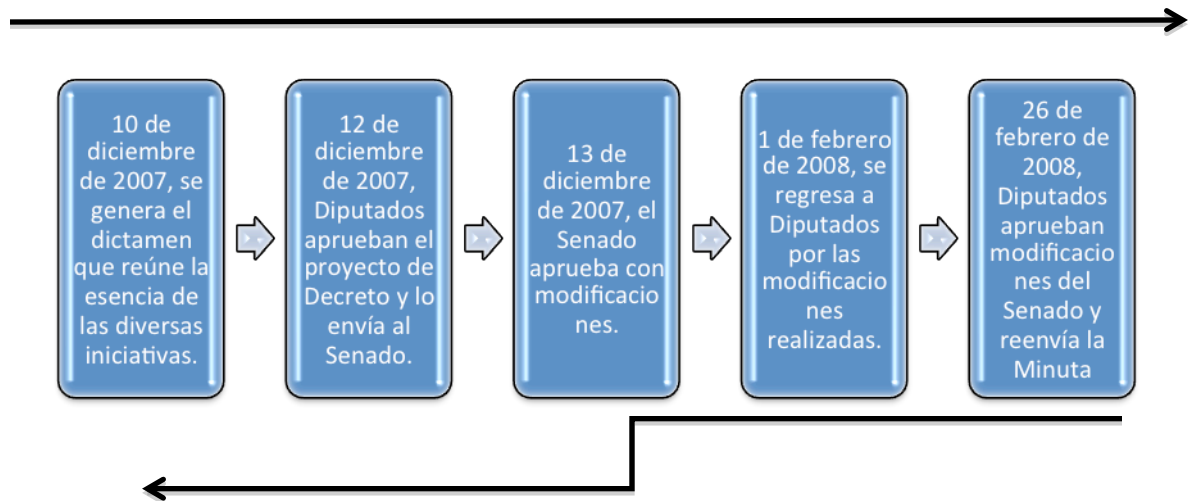 10 de
diciembre
de 2007, se
genera el
dictamen
que reúne la
esencia de
las diversas
iniciativas.
12 de
diciembre
de 2007,
Diputados
aprueban el
proyecto de
Decreto y lo
envía al
Senado.
13 de
diciembre
de 2007, el
Senado
aprueba con
modificacio
nes.
1 de febrero
de 2008, se
regresa a
Diputados
por las
modificacio
nes
realizadas.
26 de
febrero de
2008,
Diputados
aprueban
modificacio
nes del
Senado y
reenvía la
Minuta